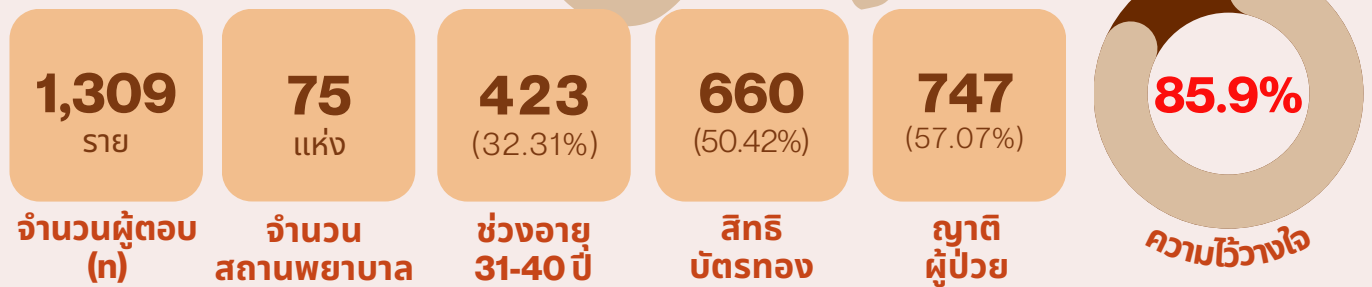 1,309
ราย
จำนวนผู้ตอบ
(n)
75
แห่ง
จำนวน
สถานพยาบาล
423
(32.31%)
ช่วงอายุ
31-40 ปี
660
(50.42%)
สิทธิ
บัตรทอง
747
(57.07%)
ญาติ
ผู้ป่วย
85.9%
ความไว้วางใจ